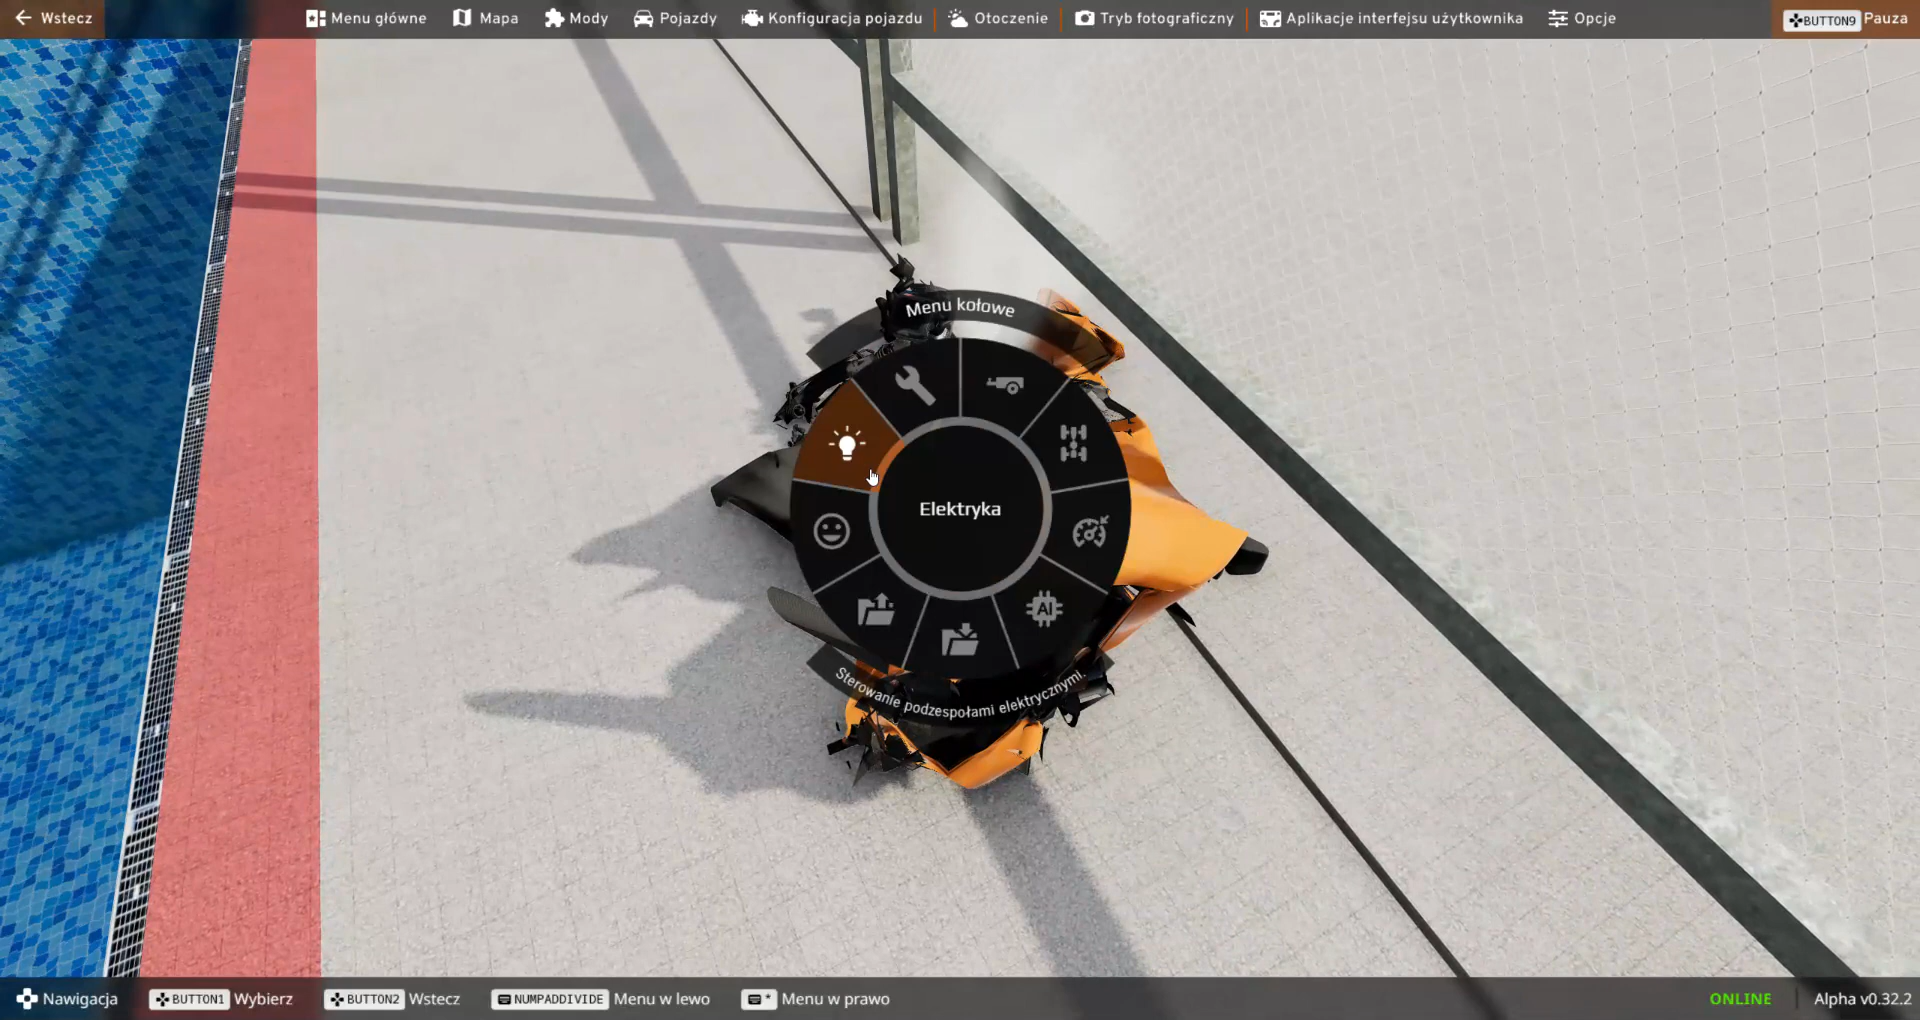 Wstecz
Menu główne
Mapa
Mody
Pojazdy
Konfiguracja pojazdu
Otoczenie
Tryb fotograficzny
Aplikacje interfejsu użytkownika
Opcje
BUTTON9 Pauza
Menu kołowe
Elektryka
AI
Sterowanie podzespołami elektrycznymi.
Nawigacja
BUTTON1 Wybierz
BUTTON2 Wstecz
NUMPADDIVIDE Menu w lewo
* Menu w prawo
ONLINE
Alpha v0.32.2